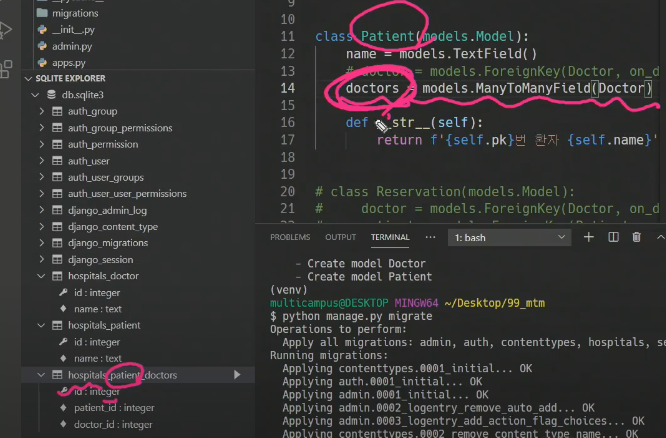 migrations
__init__.py
admin.py
apps.py
SQLITE EXPLORER
db.sqlite3
auth_group
auth_group_permissions
auth_permission
auth_user
auth_user_groups
auth_user_user_permissions
django_admin_log
django_content_type
django_migrations
django_session
hospitals_doctor
id : integer
name : text
hospitals_patient
id : integer
name : text
hospitals_patient_doctors
id : integer
patient_id : integer
doctor_id : integer
9
10
11 class Patient(models.Model):
12 name = models.TextField()
13 # doctor = models.ForeignKey(Doctor, on_d
14 doctors = models.ManyToManyField(Doctor)
15
16 def __str__(self):
17 return f'{self.pk}번 환자 {self.name}'
18
19
20 # class Reservation(models.Model):
21 # doctor = models.ForeignKey(Doctor, on_d
PROBLEMS OUTPUT TERMINAL ... 1: bash
- Create model Doctor
- Create model Patient
(venv)
multicampus@DESKTOP MINGW64 ~/Desktop/99_mtm
$ python manage.py migrate
Operations to perform:
Apply all migrations: admin, auth, contenttypes, hospitals, se
Running migrations:
Applying contenttypes.0001_initial... OK
Applying auth.0001_initial... OK
Applying admin.0001_initial... OK
Applying admin.0002_logentry_remove_auto_add... OK
Applying admin.0003_logentry_add_action_flag_choices... OK
Applying contenttypes.0002_remove_content_type_name... OK